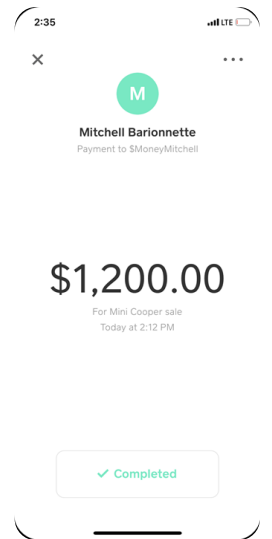 2:35
LTE
M
Mitchell Barionnette
Payment to $MoneyMitchell
$1,200.00
For Mini Cooper sale
Today at 2:12 PM
Completed